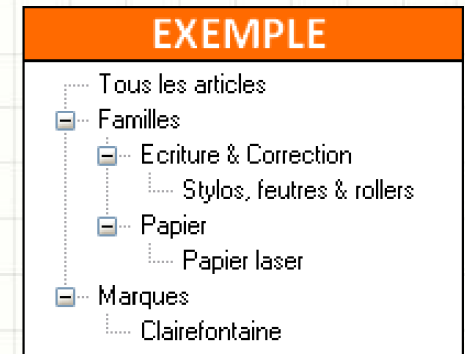 EXEMPLE
Tous les articles
Familles
Ecriture & Correction
Stylos, feutres & rollers
Papier
Papier laser
Marques
Clairefontaine